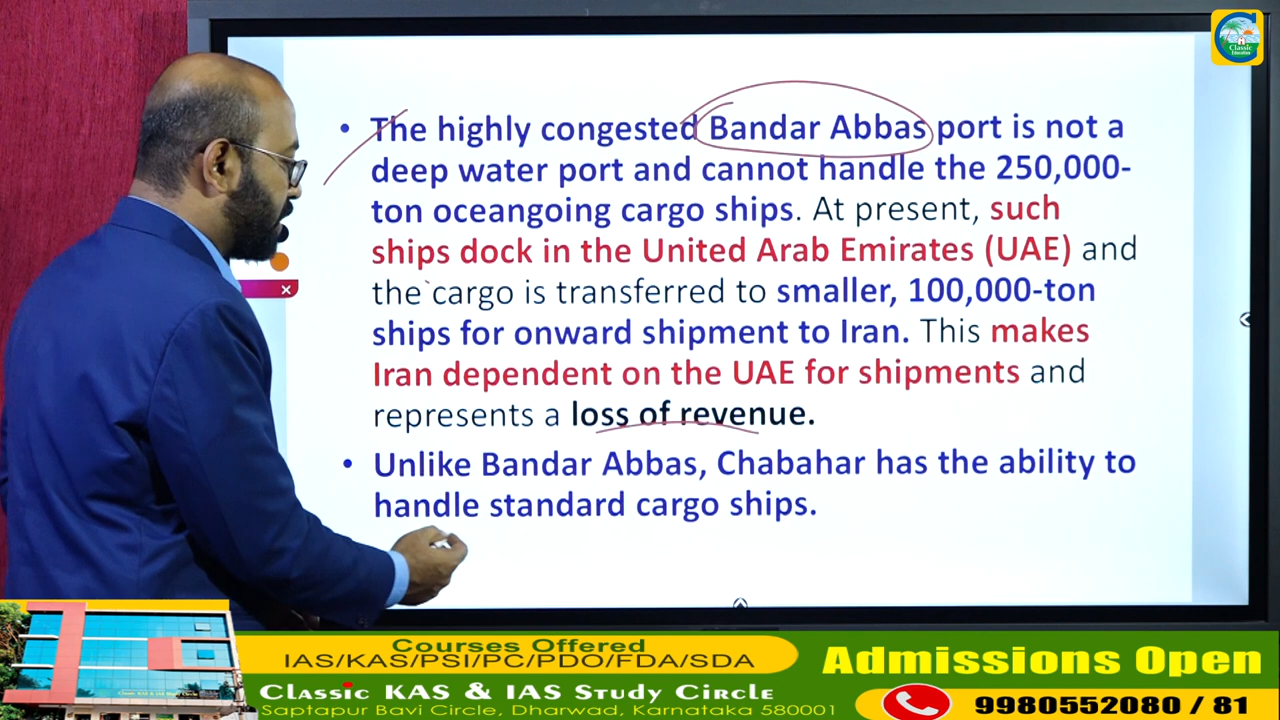 Classic
Education
• The highly congested Bandar Abbas port is not a
deep water port and cannot handle the 250,000-
ton oceangoing cargo ships. At present, such
ships dock in the United Arab Emirates (UAE) and
the cargo is transferred to smaller, 100,000-ton
ships for onward shipment to Iran. This makes
Iran dependent on the UAE for shipments and
represents a loss of revenue.
• Unlike Bandar Abbas, Chabahar has the ability to
handle standard cargo ships.
Courses Offered
IAS/KAS/PSI/PC/PDO/FDA/SDA
Classic KAS & IAS Study Circle
Saptapur Bavi Circle, Dharwad, Karnataka 580001
Admissions Open
9980552080 / 81